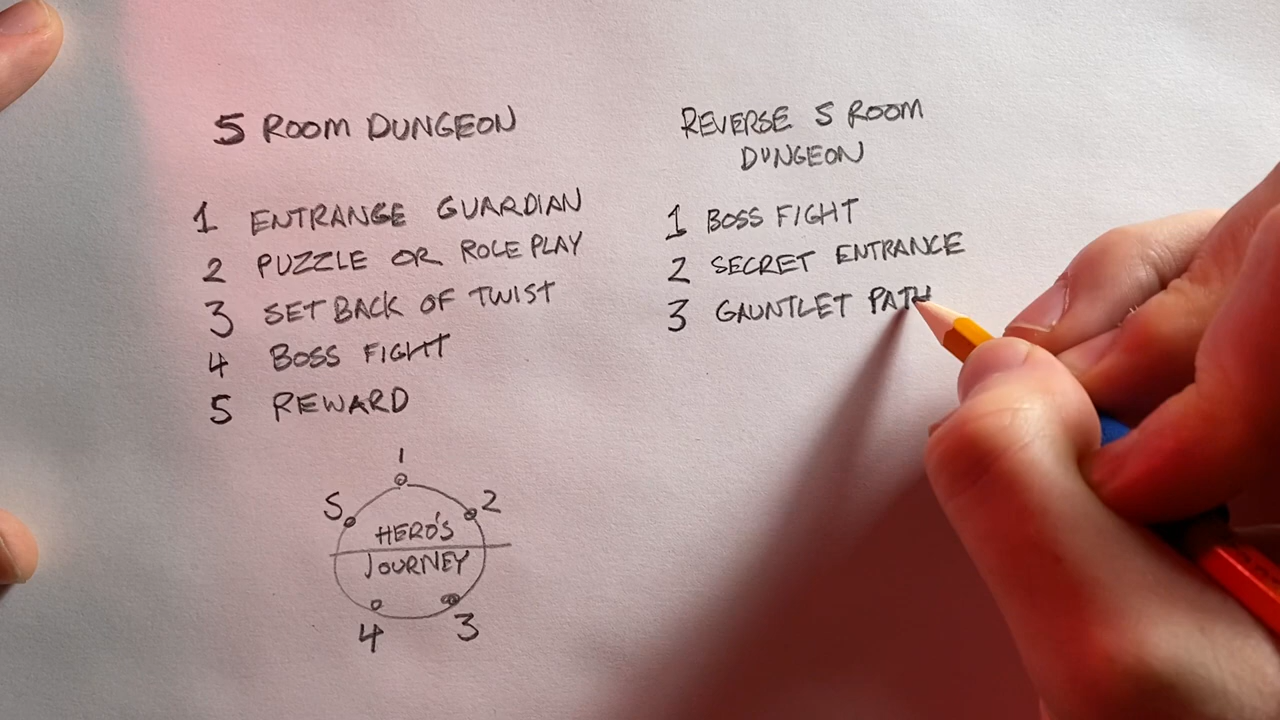 5 ROOM DUNGEON
1 ENTRANGE GUARDIAN
2 PUZZLE OR ROLE PLAY
3 SET BACK OF TWIST
4 BOSS FIGHT
5 REWARD
1
5
2
HERO'S
JOURNEY
4
3
REVERSE 5 ROOM
DUNGEON
1 BOSS FIGHT
2 SECRET ENTRANCE
3 GAUNTLET PATH